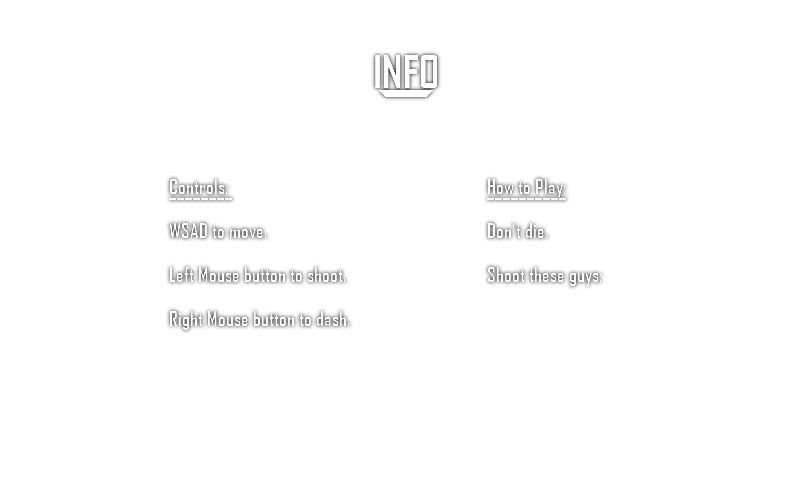 INFO
Controls:
WSAD to move.
Left Mouse button to shoot.
Right Mouse button to dash.
How to Play:
Don't die.
Shoot these guys: